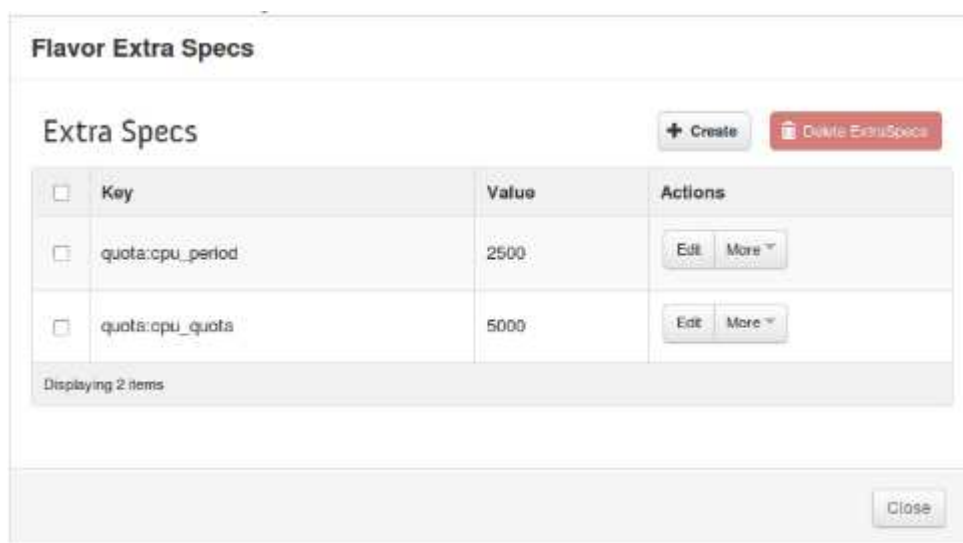 Flavor Extra Specs
Extra Specs
Create
Delete ExtraSpecs
Key Value Actions
quota:cpu_period 2500 Edit More
quota:cpu_quota 5000 Edit More
Displaying 2 items
Close